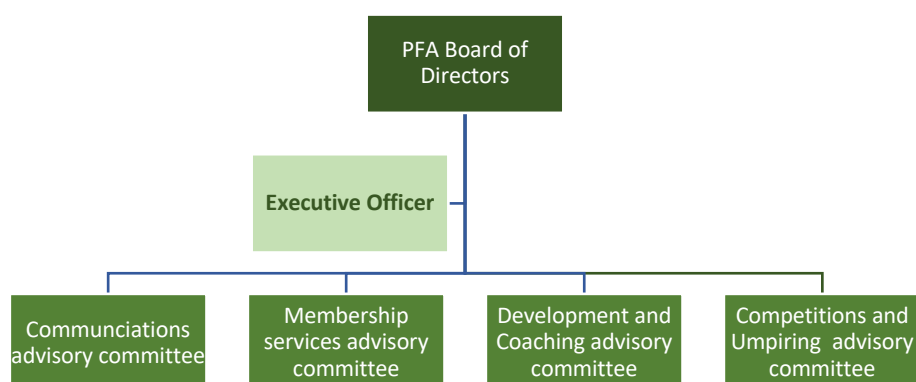 PFA Board of
Directors
Executive Officer
Communciations
advisory committee
Membership
services advisory
committee
Development and
Coaching advisory
committee
Competitions and
Umpiring advisory
committee